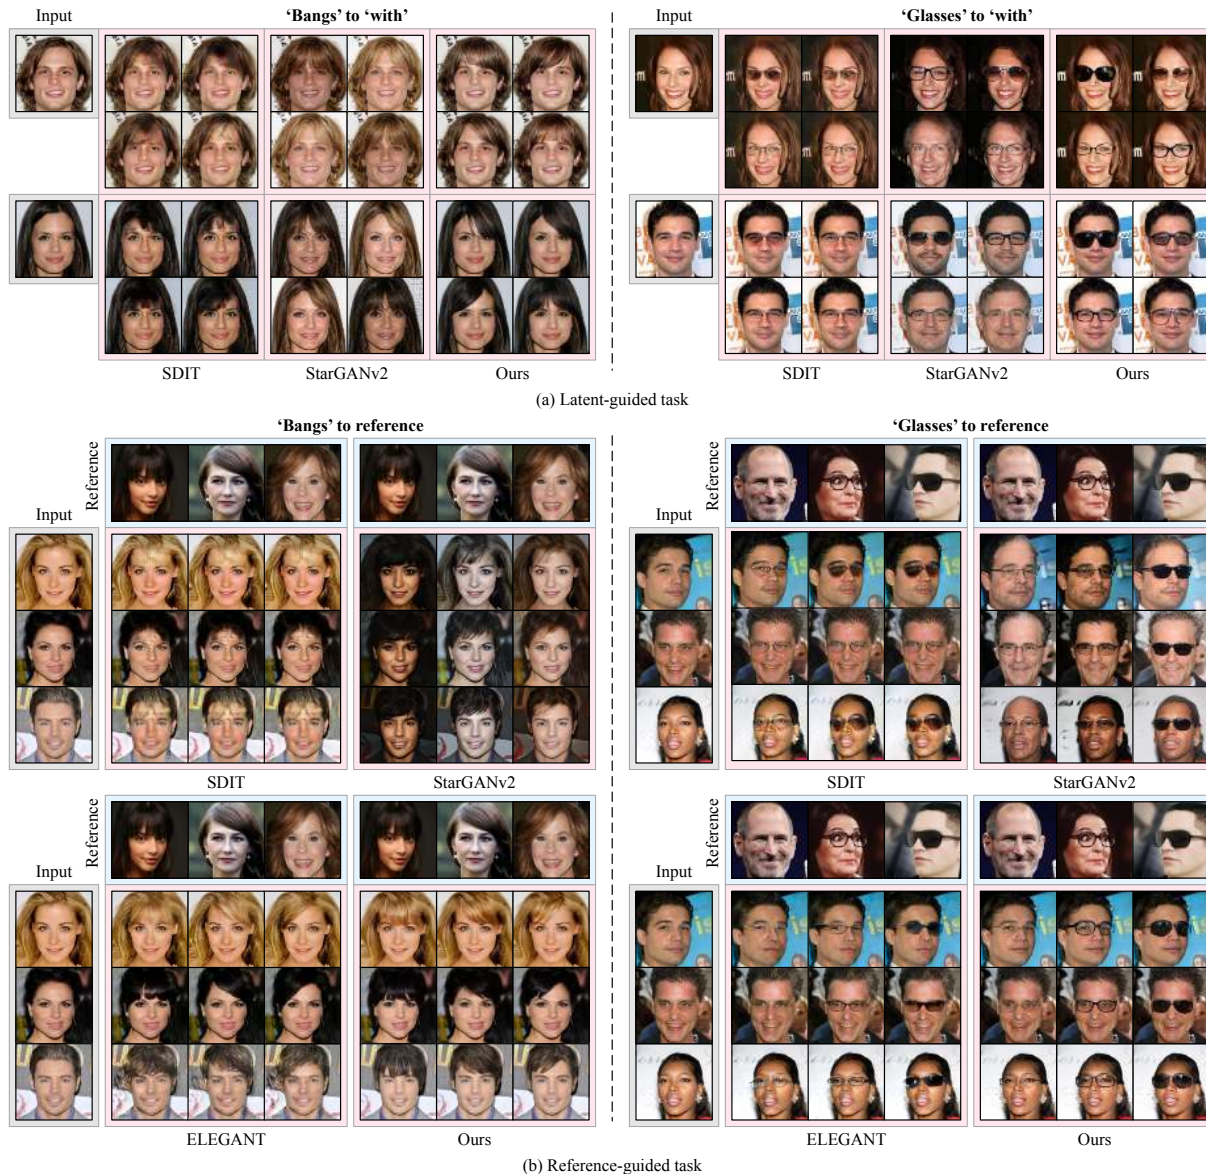 Input
'Bangs' to 'with'
Input
'Glasses' to 'with'
SDIT
StarGANv2
Ours
SDIT
StarGANv2
Ours
(a) Latent-guided task
'Bangs' to reference
'Glasses' to reference
Reference
Input
Reference
Input
SDIT
StarGANv2
SDIT
StarGANv2
Reference
Input
Reference
Input
ELEGANT
Ours
ELEGANT
Ours
(b) Reference-guided task